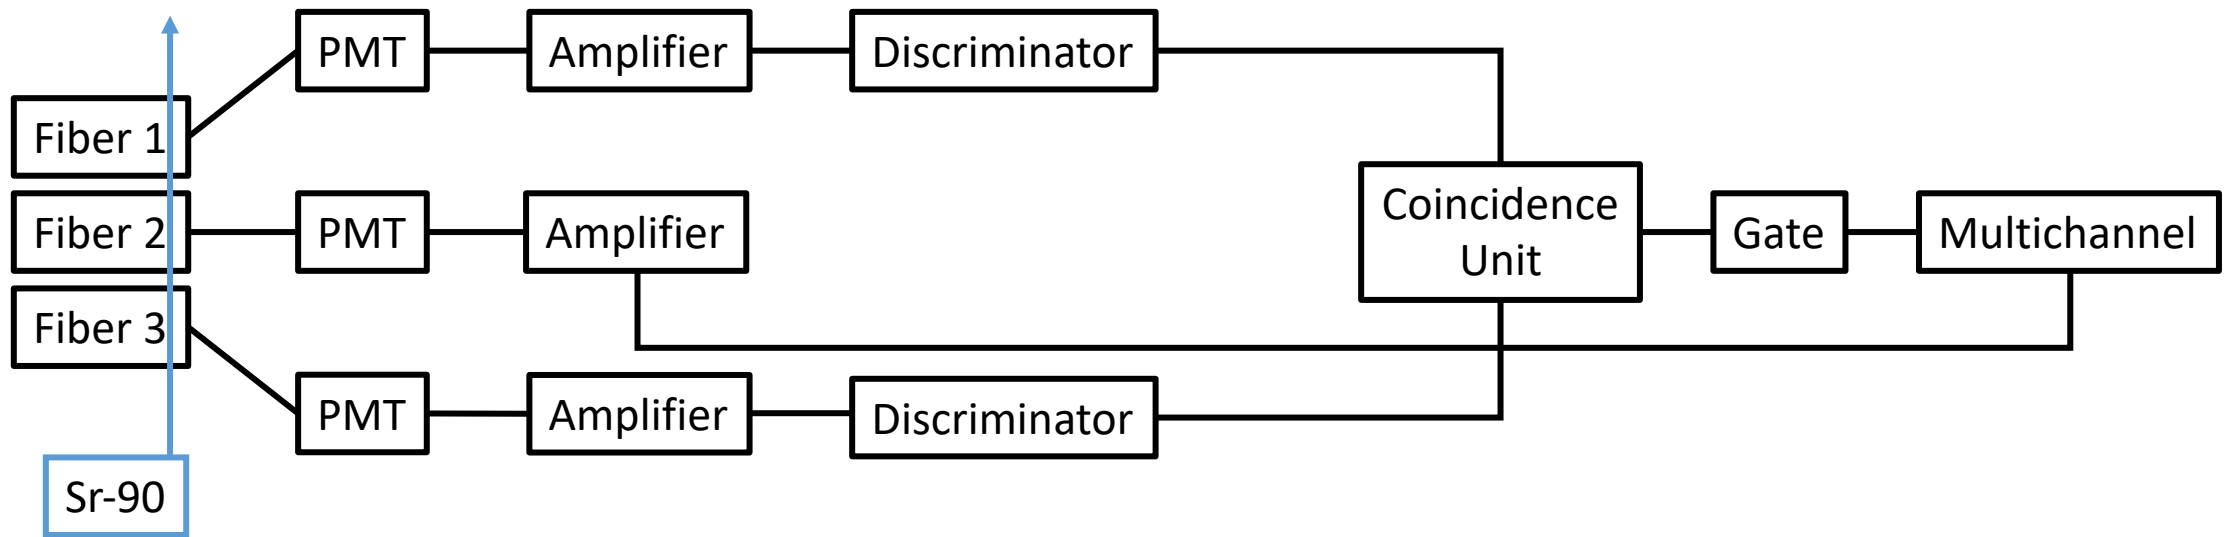 PMT
Amplifier
Discriminator
Fiber 1
Fiber 2
PMT
Amplifier
Coincidence
Unit
Gate
Multichannel
Fiber 3
PMT
Amplifier
Discriminator
Sr-90